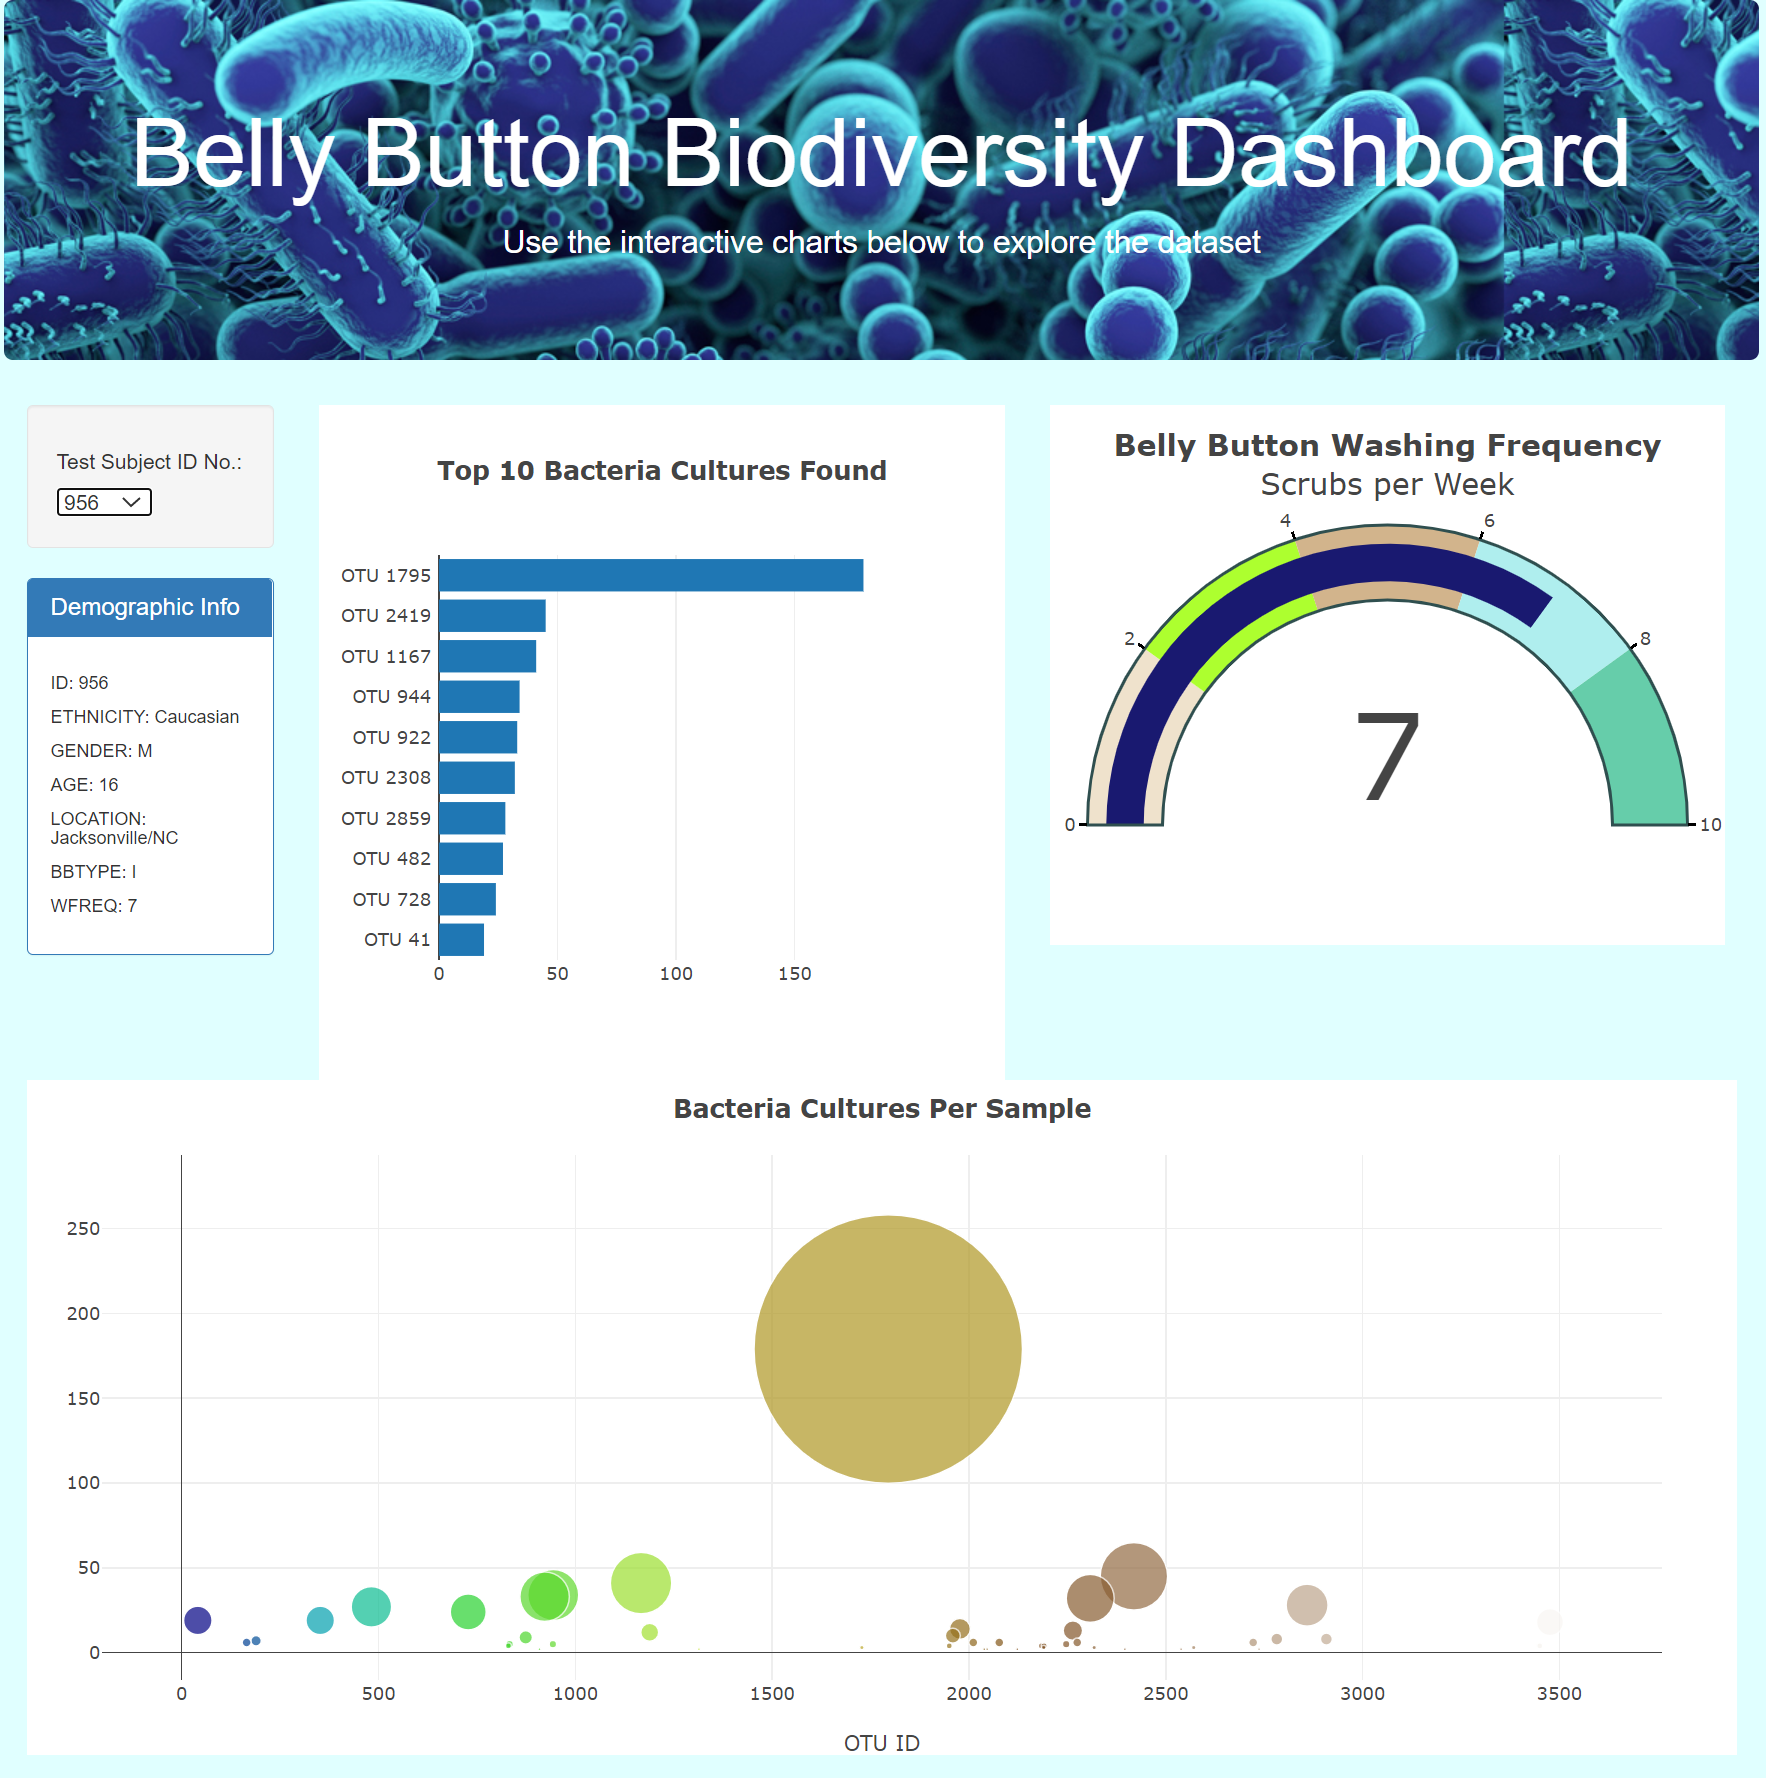 Belly Button Biodiversity Dashboard
Use the interactive charts below to explore the dataset
Test Subject ID No.:
956
Demographic Info
ID: 956
ETHNICITY: Caucasian
GENDER: M
AGE: 16
LOCATION:
Jacksonville/NC
BBTYPE: I
WFREQ: 7
Top 10 Bacteria Cultures Found
OTU 1795
OTU 2419
OTU 1167
OTU 944
OTU 922
OTU 2308
OTU 2859
OTU 482
OTU 728
OTU 41
0 50 100 150
Belly Button Washing Frequency
Scrubs per Week
0 2 4 6 8 10
7
Bacteria Cultures Per Sample
250
200
150
100
50
0
0 500 1000 1500 2000 2500 3000 3500
OTU ID